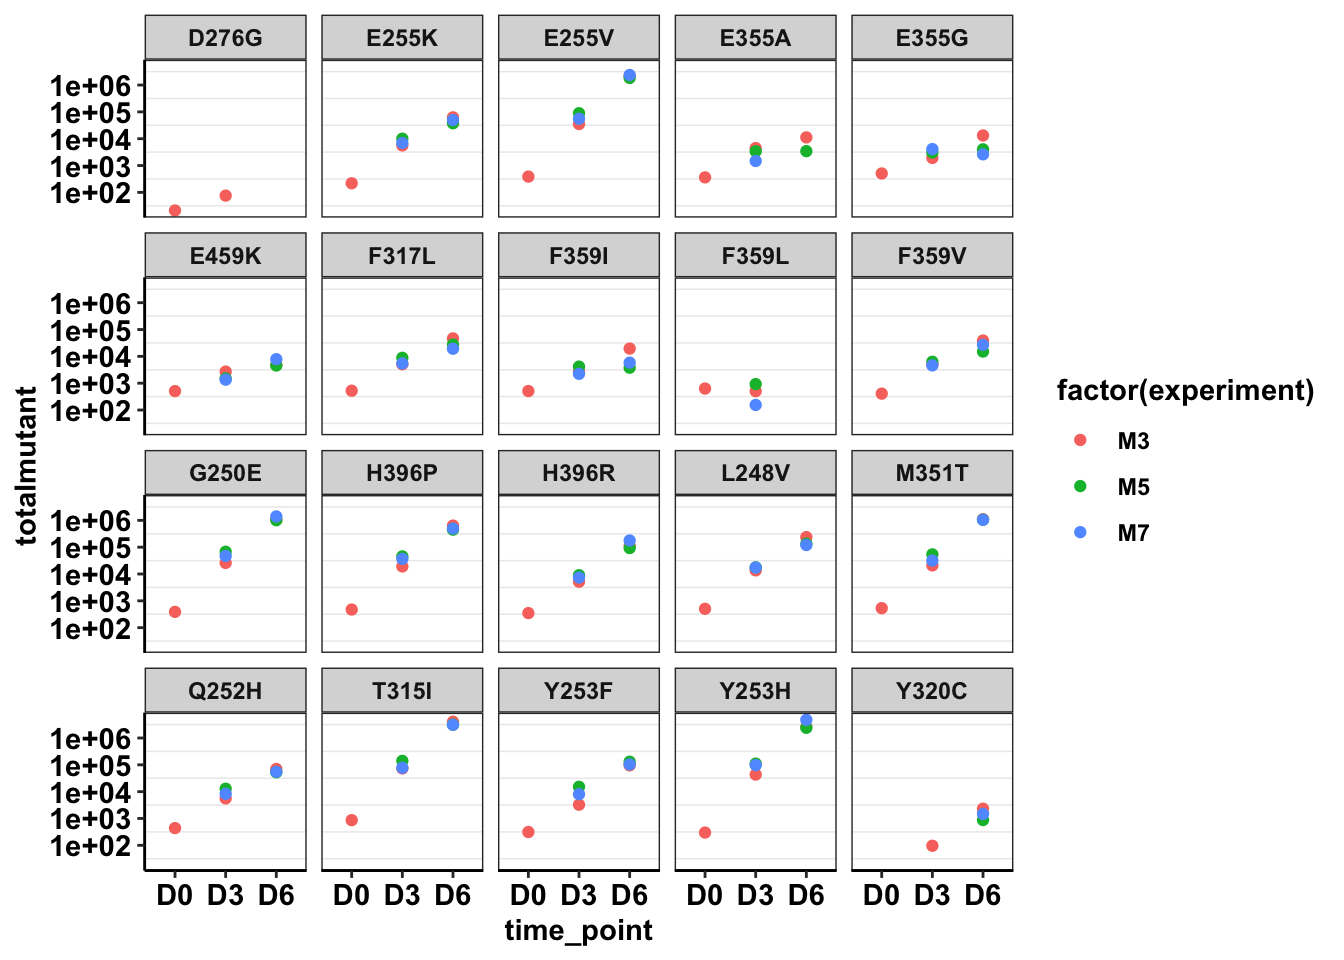 D276G E255K E255V E355A E355G
1e+06
1e+05
1e+04
1e+03
1e+02
E459K F317L F359I F359L F359V
1e+06
1e+05
1e+04
1e+03
1e+02
G250E H396P H396R L248V M351T
1e+06
1e+05
1e+04
1e+03
1e+02
Q252H T315I Y253F Y253H Y320C
1e+06
1e+05
1e+04
1e+03
1e+02
D0 D3 D6 D0 D3 D6 D0 D3 D6 D0 D3 D6 D0 D3 D6
time_point
totalmutant
factor(experiment)
M3
M5
M7